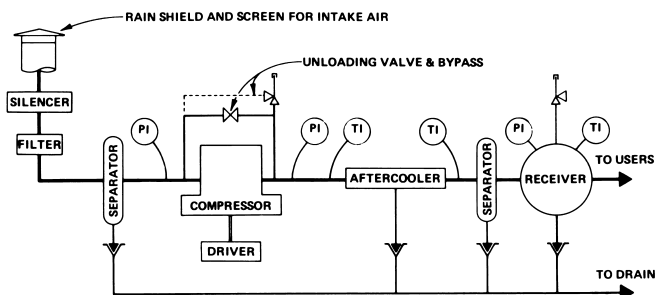 RAIN SHIELD AND SCREEN FOR INTAKE AIR
UNLOADING VALVE & BYPASS
SILENCER
FILTER
SEPARATOR
PI
COMPRESSOR
DRIVER
PI
TI
AFTERCOOLER
TI
SEPARATOR
PI
TI
RECEIVER
TO USERS
TO DRAIN